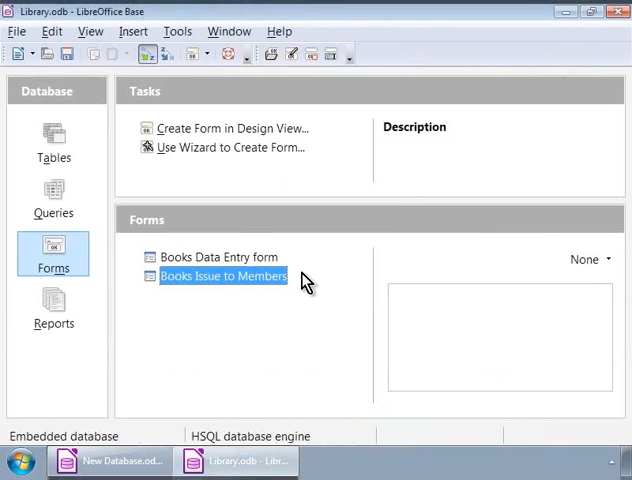 Library.odb - LibreOffice Base
File Edit View Insert Tools Window Help
Database
Tables
Queries
Forms
Reports
Tasks
Create Form in Design View...
Use Wizard to Create Form...
Description
Forms
Books Data Entry form
Books Issue to Members
None
Embedded database
HSQL database engine
New Database.od...
Library.odb - Libr...